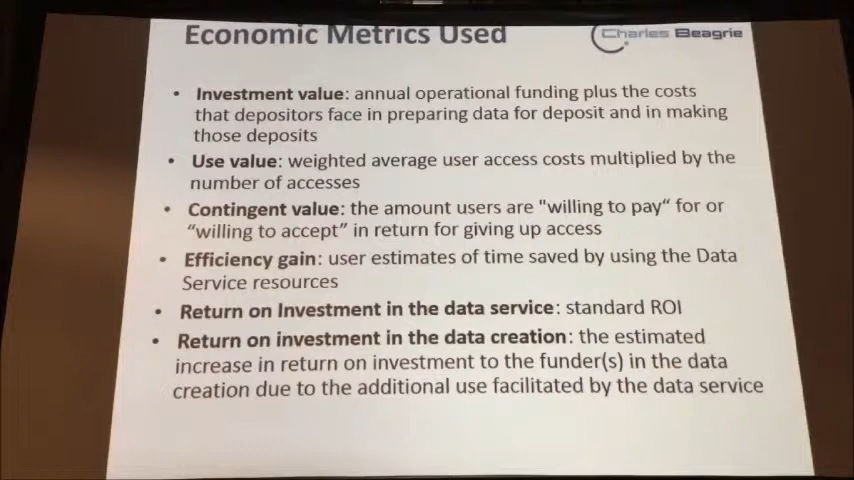 Economic Metrics Used
Charles Beagrie
• Investment value: annual operational funding plus the costs
that depositors face in preparing data for deposit and in making
those deposits
• Use value: weighted average user access costs multiplied by the
number of accesses
• Contingent value: the amount users are "willing to pay“ for or
“willing to accept” in return for giving up access
• Efficiency gain: user estimates of time saved by using the Data
Service resources
• Return on Investment in the data service: standard ROI
• Return on investment in the data creation: the estimated
increase in return on investment to the funder(s) in the data
creation due to the additional use facilitated by the data service